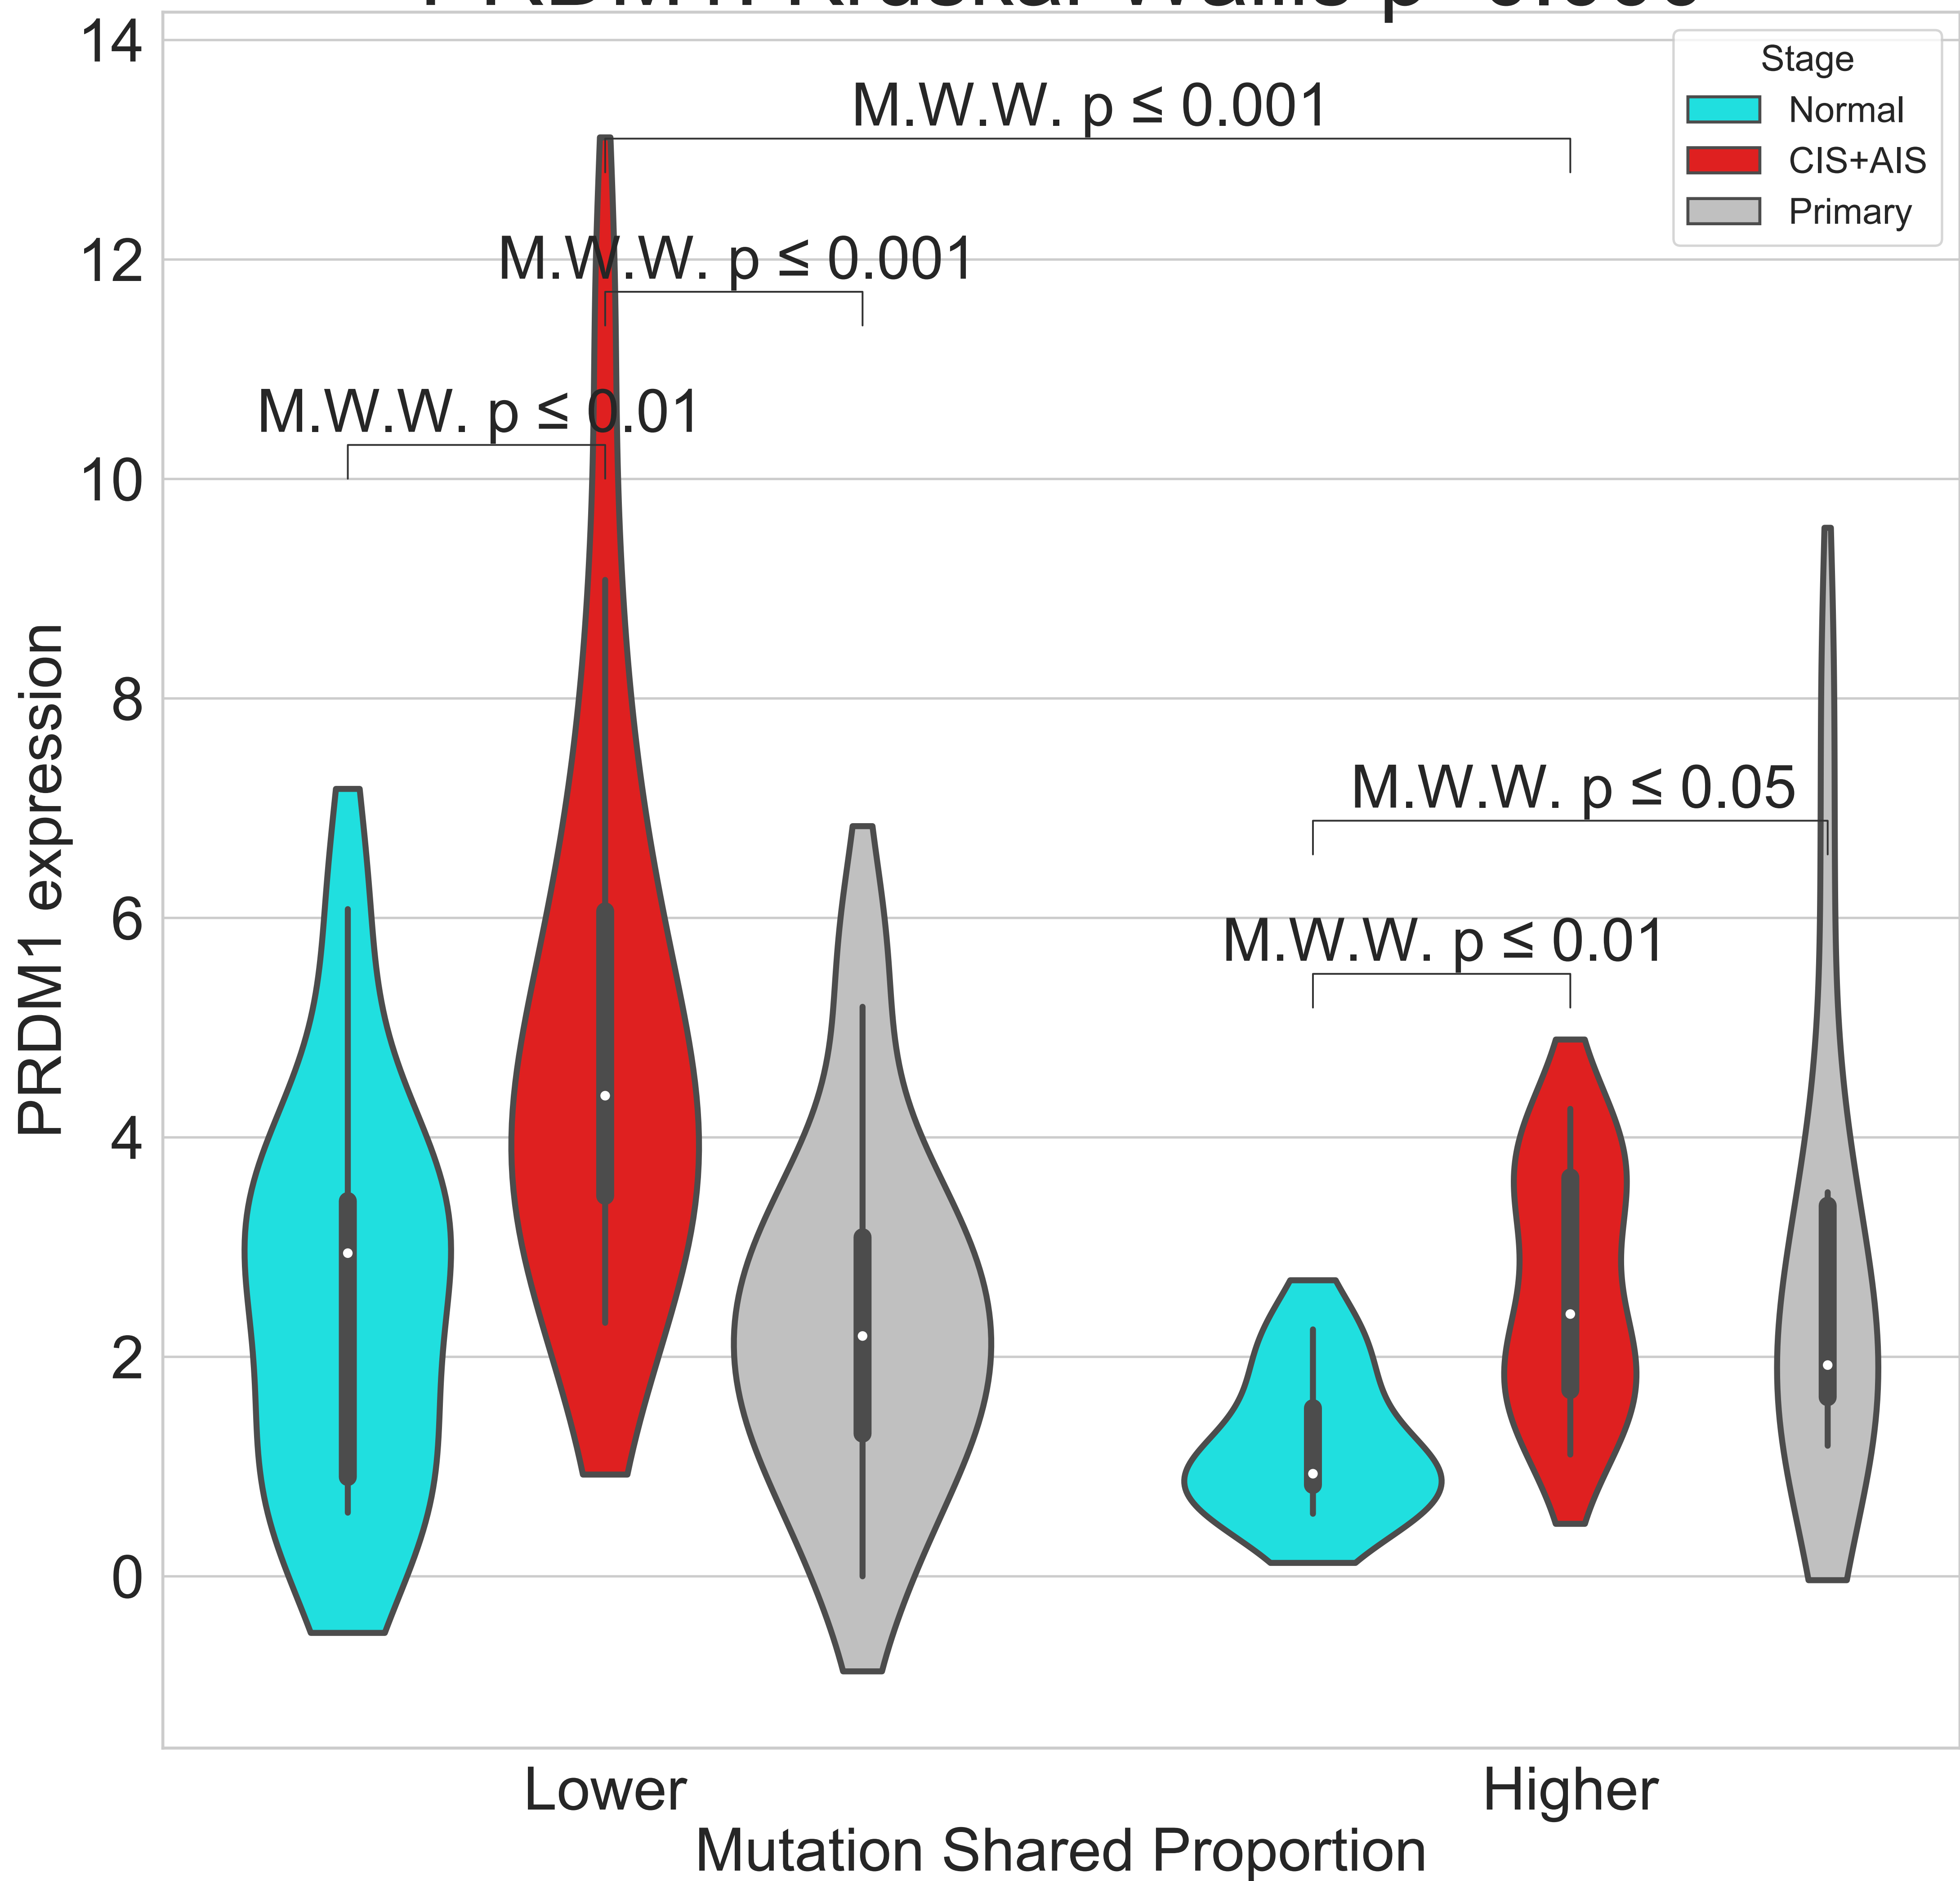 14
12
10
8
6
4
2
0
PRDM1 expression
Stage
Normal
CIS+AIS
Primary
M.W.W. p ≤ 0.001
M.W.W. p ≤ 0.001
M.W.W. p ≤ 0.01
M.W.W. p ≤ 0.05
M.W.W. p ≤ 0.01
Lower
Higher
Mutation Shared Proportion